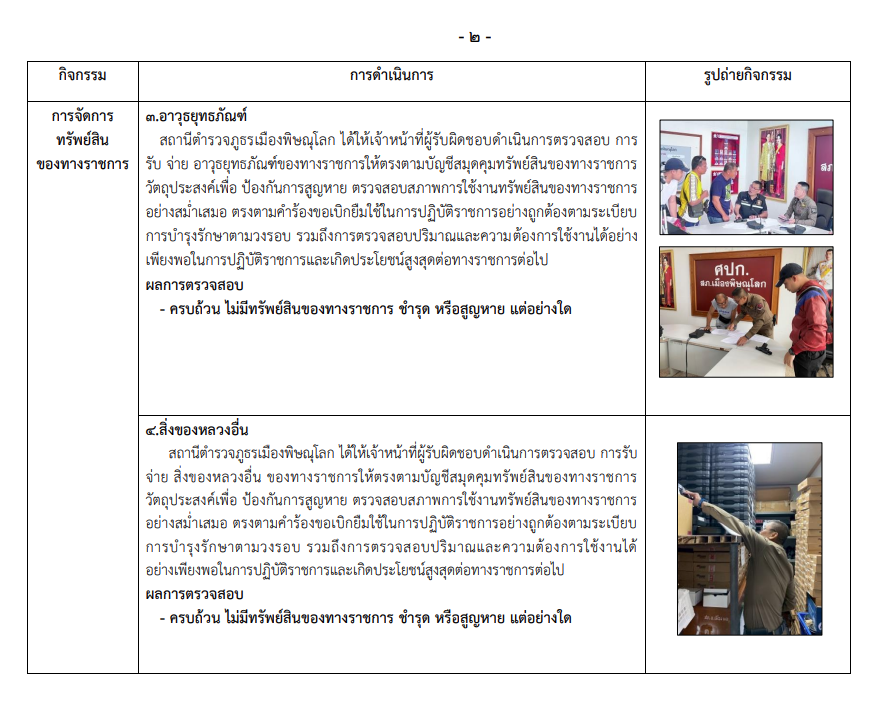 - ๒ -
กิจกรรม
การดำเนินการ
รูปถ่ายกิจกรรม
การจัดการ
ทรัพย์สิน
ของทางราชการ
๓.อาวุธยุทธภัณฑ์
สถานีตำรวจภูธรเมืองพิษณุโลก ได้ให้เจ้าหน้าที่ผู้รับผิดชอบดำเนินการตรวจสอบ การ
รับ จ่าย อาวุธยุทธภัณฑ์ของทางราชการให้ตรงตามบัญชีสมุดคุมทรัพย์สินของทางราชการ
วัตถุประสงค์เพื่อ ป้องกันการสูญหาย ตรวจสอบสภาพการใช้งานทรัพย์สินของทางราชการ
อย่างสม่ำเสมอ ตรงตามคำร้องขอเบิกยืมใช้ในการปฏิบัติราชการอย่างถูกต้องตามระเบียบ
การบำรุงรักษาตามวงรอบ รวมถึงการตรวจสอบปริมาณและความต้องการใช้งานได้อย่าง
เพียงพอในการปฏิบัติราชการและเกิดประโยชน์สูงสุดต่อทางราชการต่อไป
ผลการตรวจสอบ
- ครบถ้วน ไม่มีทรัพย์สินของทางราชการ ชำรุด หรือสูญหาย แต่อย่างใด
สภ
ศปก.
สภ.เมืองพิษณุโลก
๔.สิ่งของหลวงอื่น
สถานีตำรวจภูธรเมืองพิษณุโลก ได้ให้เจ้าหน้าที่ผู้รับผิดชอบดำเนินการตรวจสอบ การรับ
จ่าย สิ่งของหลวงอื่น ของทางราชการให้ตรงตามบัญชีสมุดคุมทรัพย์สินของทางราชการ
วัตถุประสงค์เพื่อ ป้องกันการสูญหาย ตรวจสอบสภาพการใช้งานทรัพย์สินของทางราชการ
อย่างสม่ำเสมอ ตรงตามคำร้องขอเบิกยืมใช้ในการปฏิบัติราชการอย่างถูกต้องตามระเบียบ
การบำรุงรักษาตามวงรอบ รวมถึงการตรวจสอบปริมาณและความต้องการใช้งานได้
อย่างเพียงพอในการปฏิบัติราชการและเกิดประโยชน์สูงสุดต่อทางราชการต่อไป
ผลการตรวจสอบ
- ครบถ้วน ไม่มีทรัพย์สินของทางราชการ ชำรุด หรือสูญหาย แต่อย่างใด